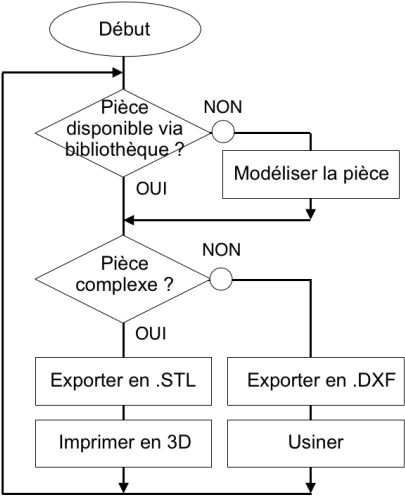 Début
Pièce
disponible via
bibliothèque ?
NON
Modéliser la pièce
OUI
Pièce
complexe ?
NON
OUI
Exporter en .STL
Exporter en .DXF
Imprimer en 3D
Usiner